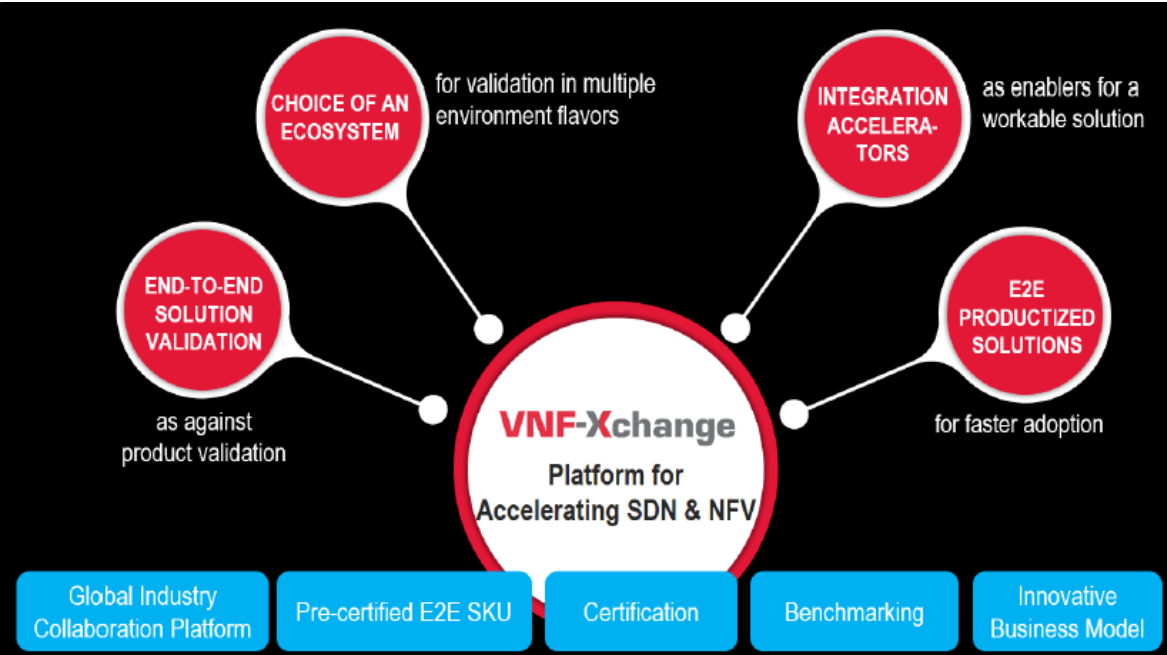 CHOICE OF AN
ECOSYSTEM
for validation in multiple
environment flavors
INTEGRATION
ACCELERA-
TORS
as enablers for a
workable solution
END-TO-END
SOLUTION
VALIDATION
as against
product validation
E2E
PRODUCTIZED
SOLUTIONS
for faster adoption
VNF-Xchange
Platform for
Accelerating SDN & NFV
Global Industry
Collaboration Platform
Pre-certified E2E SKU
Certification
Benchmarking
Innovative
Business Model